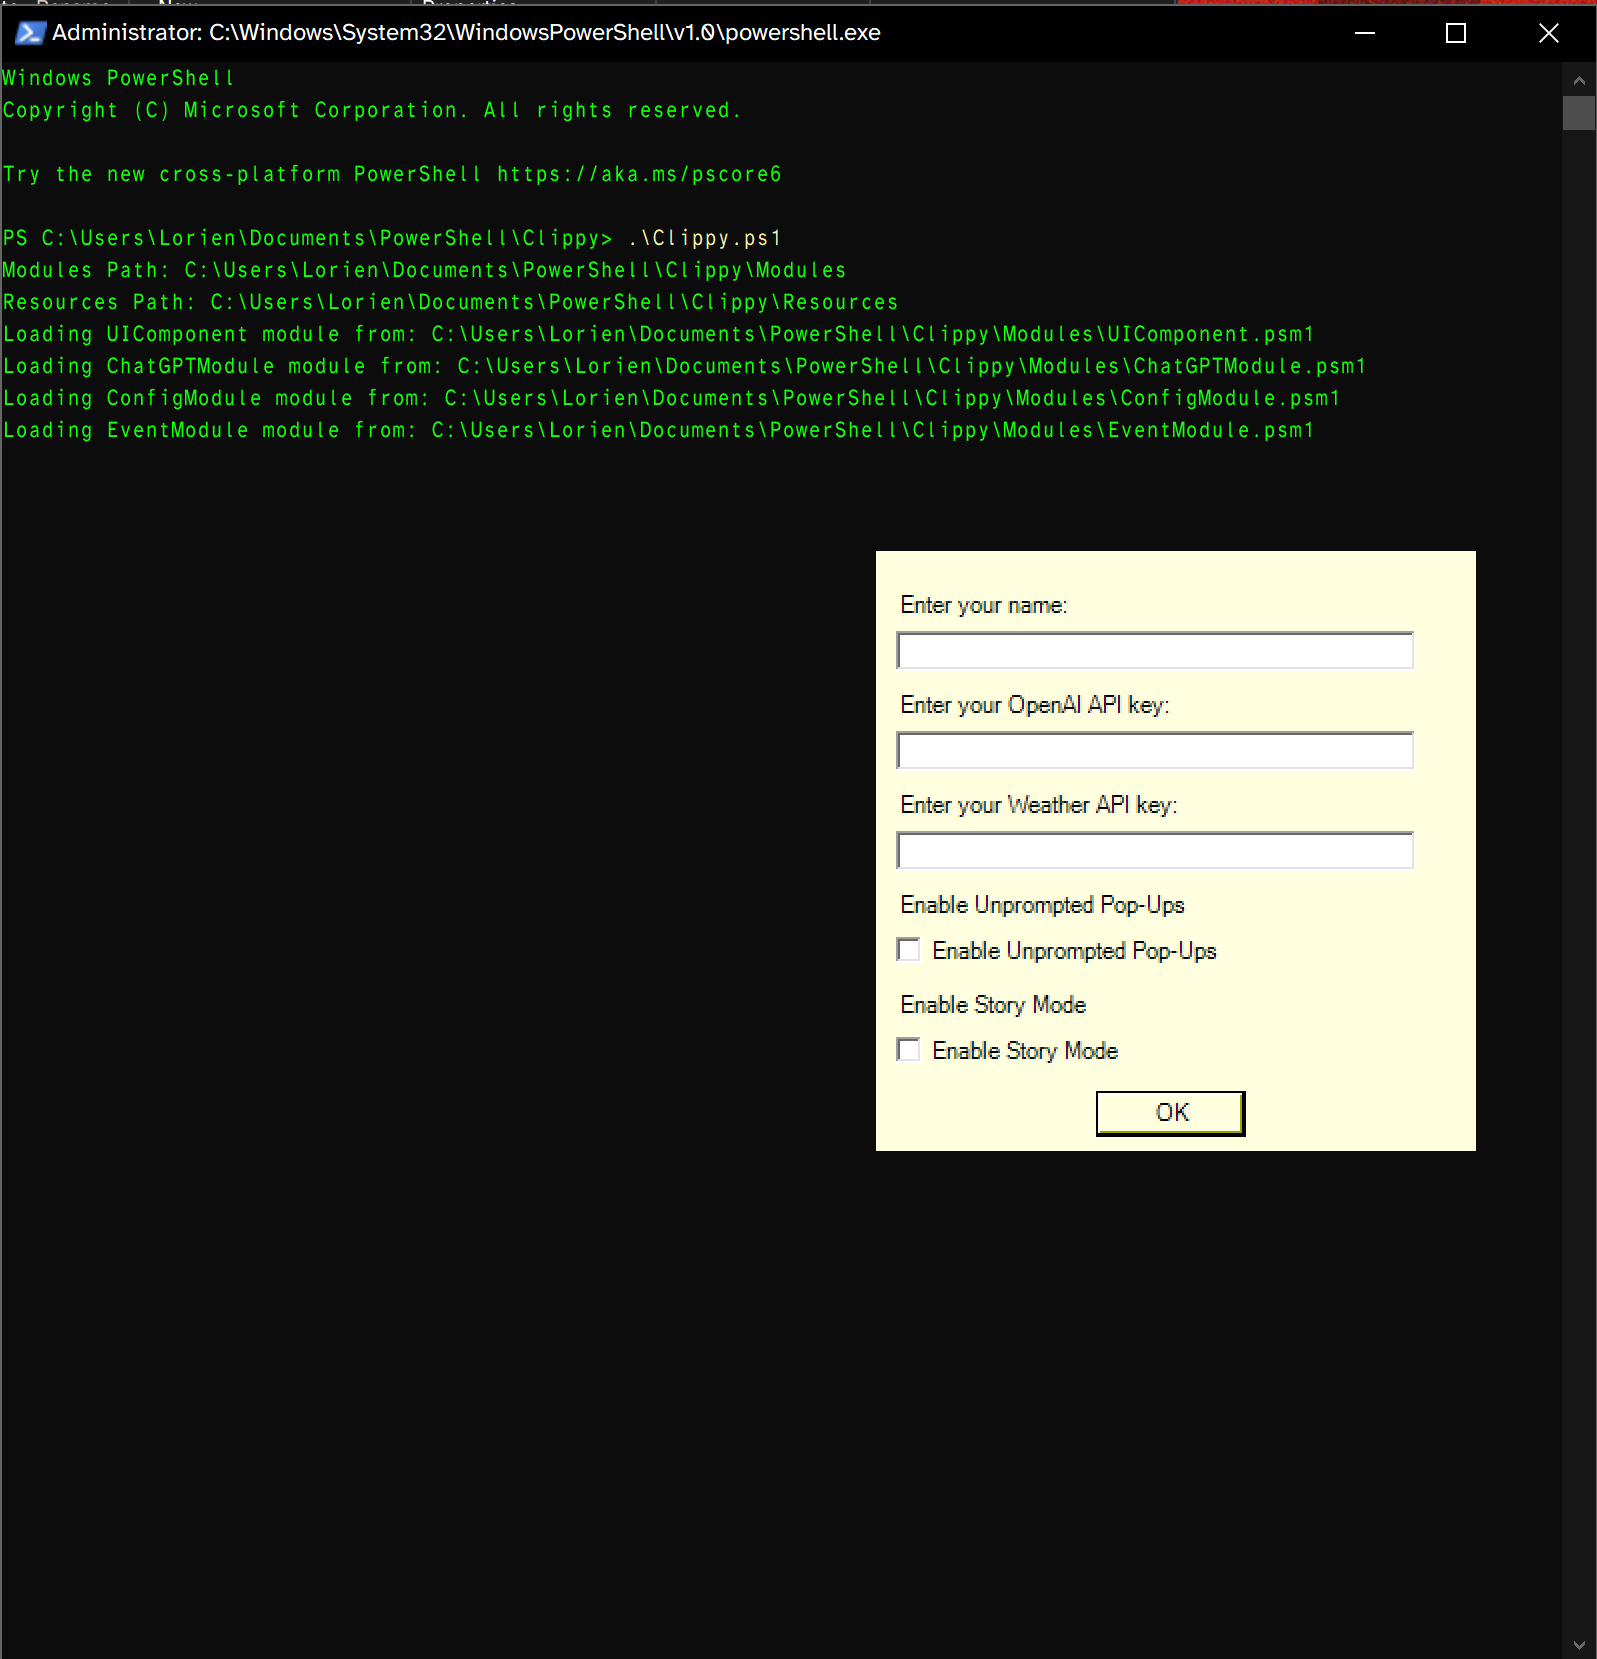 Administrator: C:\Windows\System32\WindowsPowerShell\v1.0\powershell.exe
Windows PowerShell
Copyright (C) Microsoft Corporation. All rights reserved.
Try the new cross-platform PowerShell https://aka.ms/pscore6
PS C:\Users\Lorien\Documents\PowerShell\Clippy> .\Clippy.ps1
Modules Path: C:\Users\Lorien\Documents\PowerShell\Clippy\Modules
Resources Path: C:\Users\Lorien\Documents\PowerShell\Clippy\Resources
Loading UIComponent module from: C:\Users\Lorien\Documents\PowerShell\Clippy\Modules\UIComponent.psm1
Loading ChatGPTModule module from: C:\Users\Lorien\Documents\PowerShell\Clippy\Modules\ChatGPTModule.psm1
Loading ConfigModule module from: C:\Users\Lorien\Documents\PowerShell\Clippy\Modules\ConfigModule.psm1
Loading EventModule module from: C:\Users\Lorien\Documents\PowerShell\Clippy\Modules\EventModule.psm1
Enter your name:
Enter your OpenAI API key:
Enter your Weather API key:
Enable Unprompted Pop-Ups
Enable Unprompted Pop-Ups
Enable Story Mode
Enable Story Mode
OK